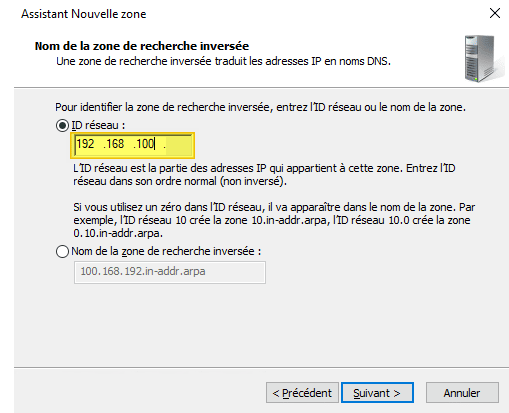 Assistant Nouvelle zone
Nom de la zone de recherche inversée
Une zone de recherche inversée traduit les adresses IP en noms DNS.
Pour identifier la zone de recherche inversée, entrez l'ID réseau ou le nom de la zone.
ID réseau :
192 .168 .100 .
L'ID réseau est la partie des adresses IP qui appartient à cette zone. Entrez l'ID
réseau dans son ordre normal (non inversé).
Si vous utilisez un zéro dans l'ID réseau, il va apparaître dans le nom de la zone. Par
exemple, l'ID réseau 10 crée la zone 10.in-addr.arpa, l'ID réseau 10.0 crée la zone
0.10.in-addr.arpa.
Nom de la zone de recherche inversée :
100.168.192.in-addr.arpa
< Précédent Suivant > Annuler